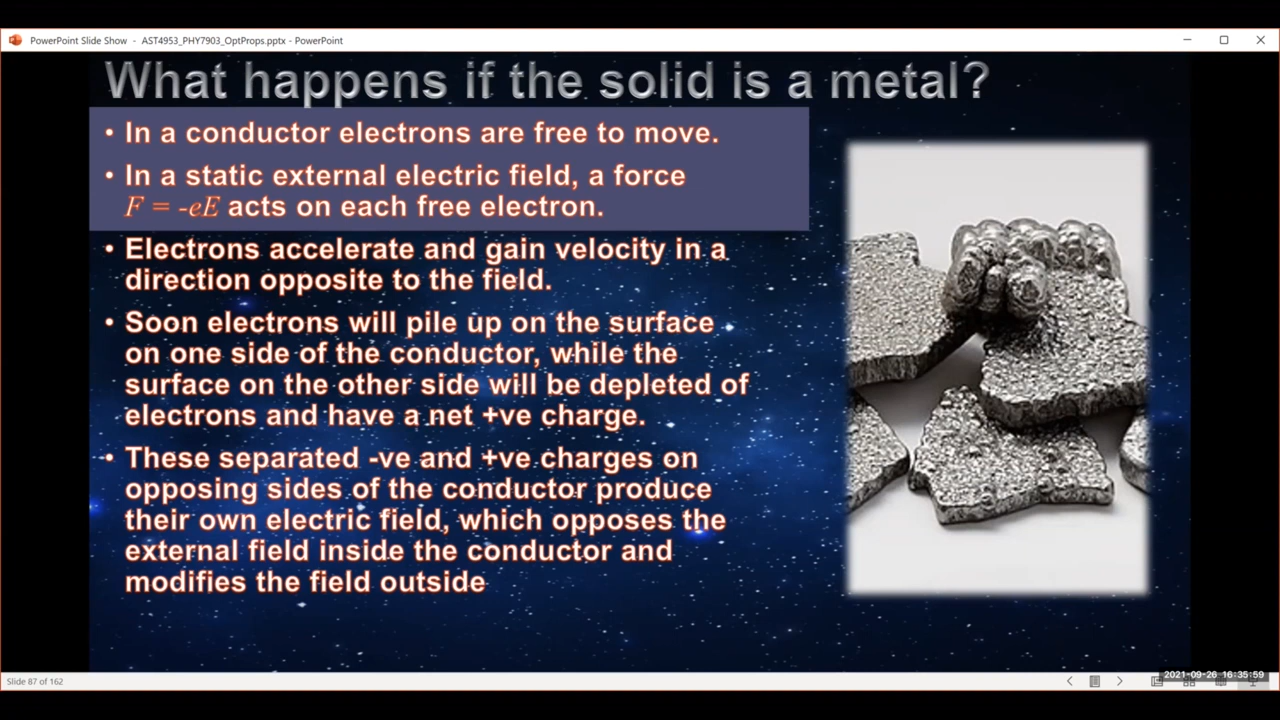 PowerPoint Slide Show - AST4953_PHY7903_OptProps.pptx - PowerPoint
What happens if the solid is a metal?
• In a conductor electrons are free to move.
• In a static external electric field, a force
F = -eE acts on each free electron.
• Electrons accelerate and gain velocity in a
direction opposite to the field.
• Soon electrons will pile up on the surface
on one side of the conductor, while the
surface on the other side will be depleted of
electrons and have a net +ve charge.
• These separated -ve and +ve charges on
opposing sides of the conductor produce
their own electric field, which opposes the
external field inside the conductor and
modifies the field outside
Slide 87 of 162
2021-09-26 16:35:59